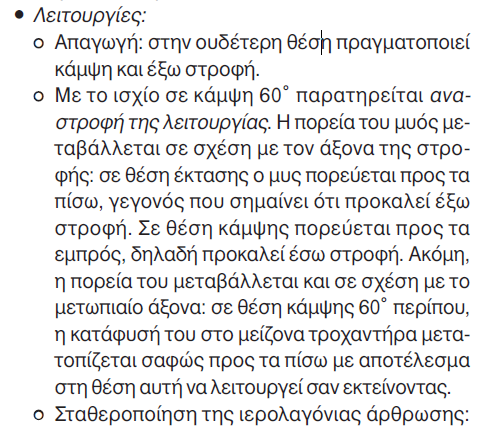 • Λειτουργίες:
○ Απαγωγή: στην ουδέτερη θέση πραγματοποιεί
κάμψη και έξω στροφή.
○ Με το ισχίο σε κάμψη 60° παρατηρείται ανα-
στροφή της λειτουργίας. Η πορεία του μυός με-
ταβάλλεται σε σχέση με τον άξονα της στρο-
φής: σε θέση έκτασης ο μυς πορεύεται προς τα
πίσω, γεγονός που σημαίνει ότι προκαλεί έξω
στροφή. Σε θέση κάμψης πορεύεται προς τα
εμπρός, δηλαδή προκαλεί έσω στροφή. Ακόμη,
η πορεία του μεταβάλλεται και σε σχέση με το
μετωπιαίο άξονα: σε θέση κάμψης 60° περίπου,
η κατάφυσή του στο μείζονα τροχαντήρα μετα-
τοπίζεται σαφώς προς τα πίσω με αποτέλεσμα
στη θέση αυτή να λειτουργεί σαν εκτείνοντας.
○ Σταθεροποίηση της ιερολαγόνιας άρθρωσης: